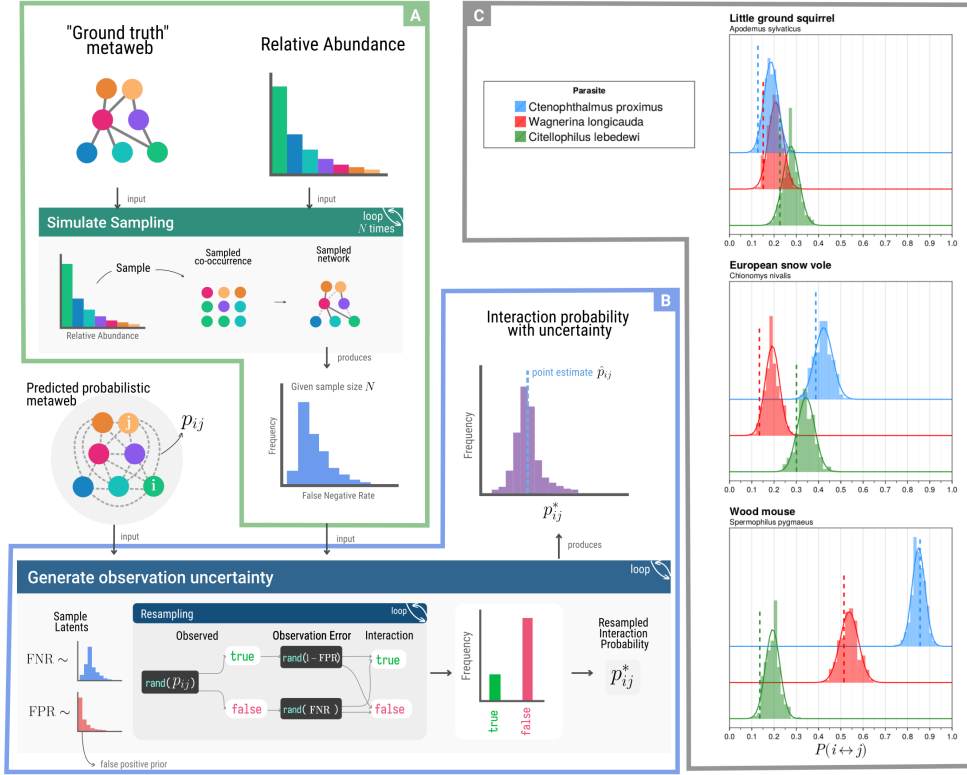 A
"Ground truth"
metaweb
Relative Abundance
input
input
Simulate Sampling
loop
N times
Sample
Sampled
co-occurrence
Sampled
network
Relative Abundance
produces
Given sample size N
Frequency
False Negative Rate
Predicted probabilistic
metaweb
j
i
p_{ij}
input
input
B
Interaction probability
with uncertainty
point estimate p̂_{ij}
Frequency
p*_{ij}
produces
Generate observation uncertainty
loop
Sample
Latents
FNR ∼
FPR ∼
false positive prior
Resampling
loop
Observed
Observation Error
Interaction
rand(p_{ij})
true
false
rand(1−FPR)
rand( FNR )
true
false
Frequency
true
false
Resampled
Interaction
Probability
p*_{ij}
C
Parasite
Ctenophthalmus proximus
Wagnerina longicauda
Citellophilus lebedewi
Little ground squirrel
Apodemus sylvaticus
0.0 0.1 0.2 0.3 0.4 0.5 0.6 0.7 0.8 0.9 1.0
European snow vole
Chionomys nivalis
0.0 0.1 0.2 0.3 0.4 0.5 0.6 0.7 0.8 0.9 1.0
Wood mouse
Spermophilus pygmaeus
0.0 0.1 0.2 0.3 0.4 0.5 0.6 0.7 0.8 0.9 1.0
P(i↔j)